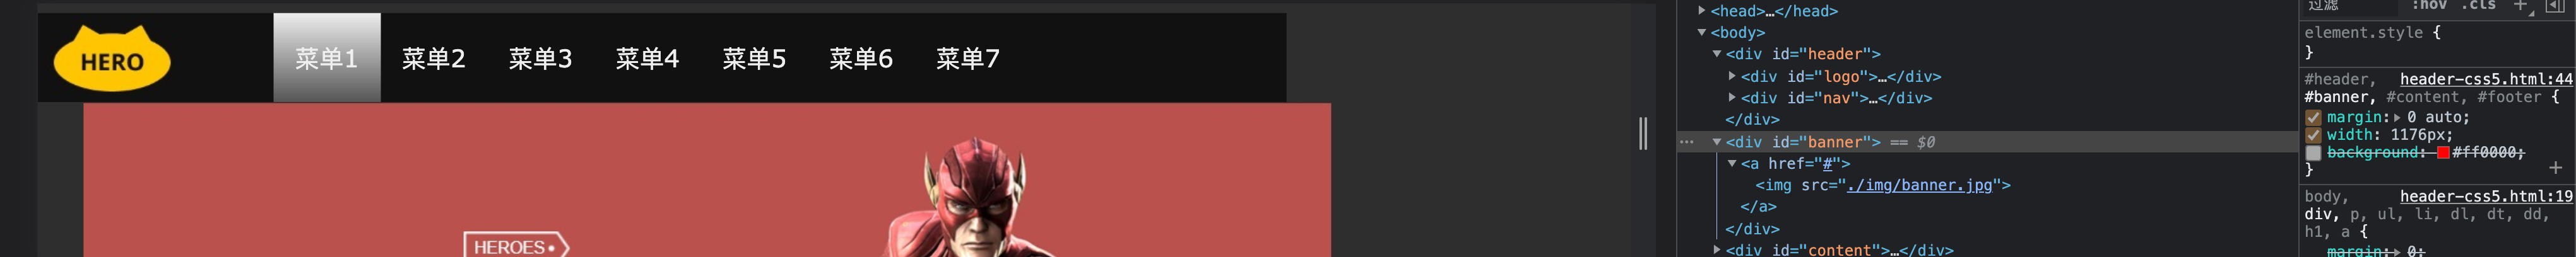 HERO
菜单1 菜单2 菜单3 菜单4 菜单5 菜单6 菜单7
HEROES
<head>…</head>
<body>
<div id="header">
<div id="logo">…</div>
<div id="nav">…</div>
</div>
<div id="banner"> == $0
<a href="#">
<img src="./img/banner.jpg">
</a>
</div>
<div id="content">…</div>
过滤 :hov .cls +
element.style {
}
#header, header-css5.html:44
#banner, #content, #footer {
margin: 0 auto;
width: 1176px;
background: #ff0000;
}
body, header-css5.html:19
div, p, ul, li, dl, dt, dd,
h1, a {
margin: 0;